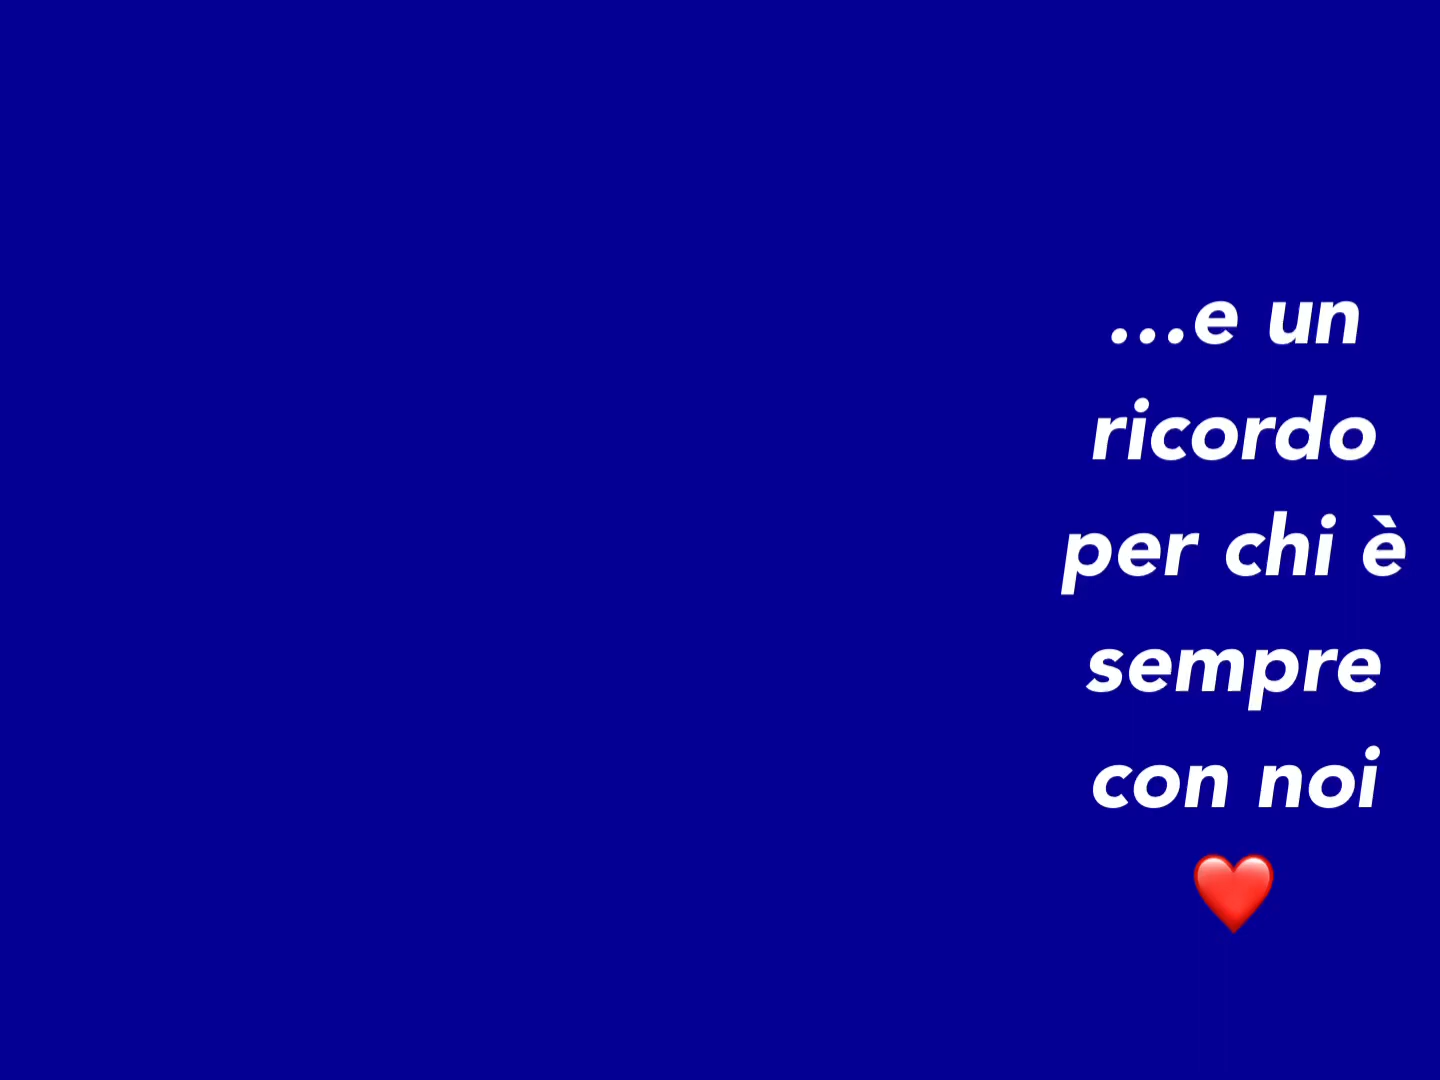 ...e un
ricordo
per chi è
sempre
con noi
❤️